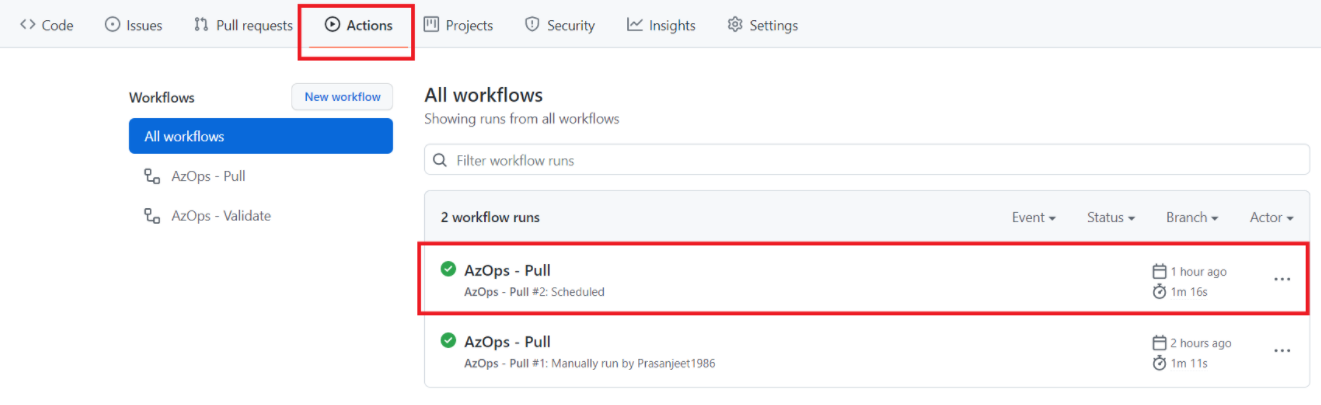 Code Issues Pull requests Actions Projects Security Insights Settings
Workflows New workflow
All workflows
AzOps - Pull
AzOps - Validate
All workflows
Showing runs from all workflows
Filter workflow runs
2 workflow runs Event Status Branch Actor
AzOps - Pull
AzOps - Pull #2: Scheduled
1 hour ago
1m 16s
AzOps - Pull
AzOps - Pull #1: Manually run by Prasanjeet1986
2 hours ago
1m 11s